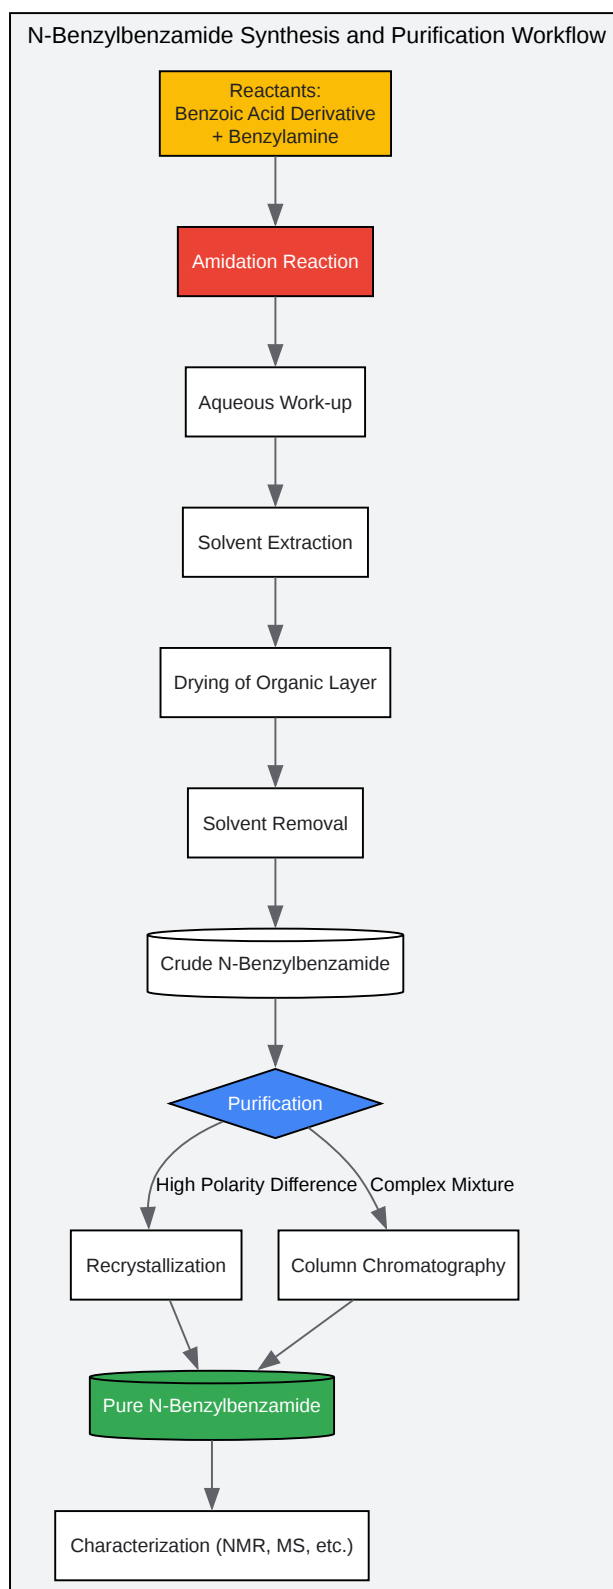 N-Benzylbenzamide Synthesis and Purification Workflow
Reactants:
Benzoic Acid Derivative
+ Benzylamine
Amidation Reaction
Aqueous Work-up
Solvent Extraction
Drying of Organic Layer
Solvent Removal
Crude N-Benzylbenzamide
Purification
High Polarity Difference
Complex Mixture
Recrystallization
Column Chromatography
Pure N-Benzylbenzamide
Characterization (NMR, MS, etc.)